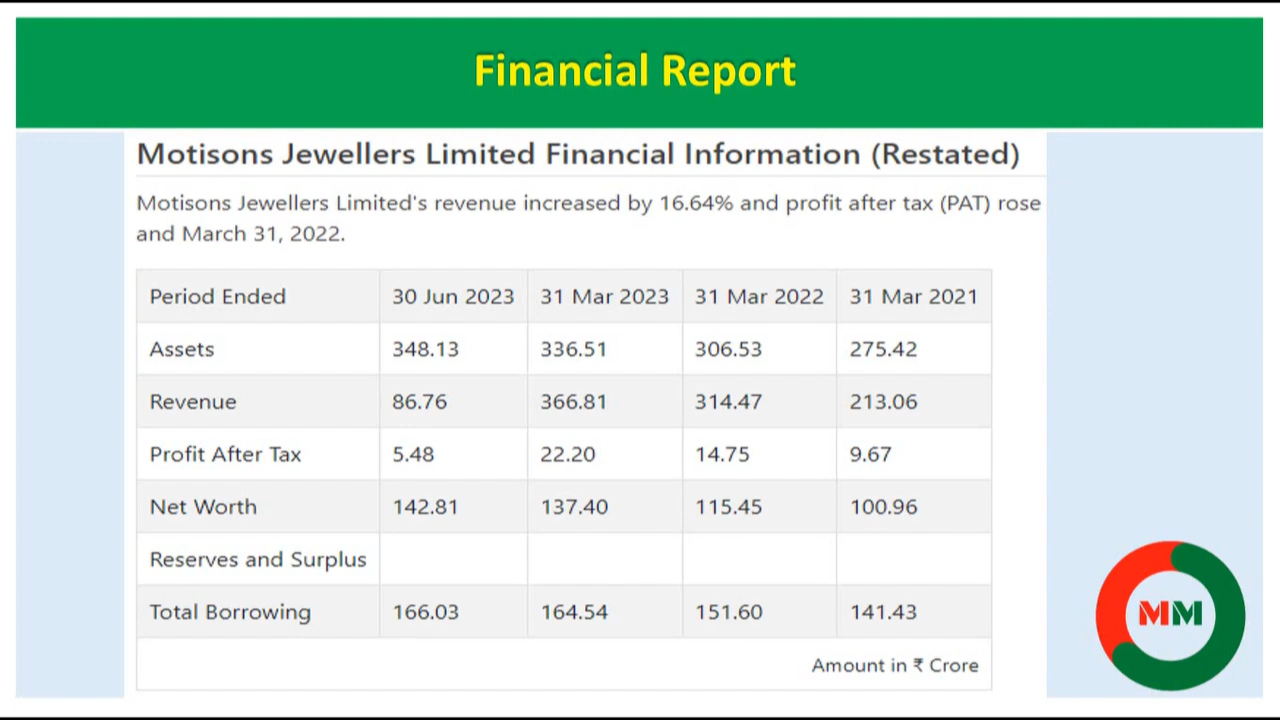 Financial Report
Motisons Jewellers Limited Financial Information (Restated)
Motisons Jewellers Limited's revenue increased by 16.64% and profit after tax (PAT) rose
and March 31, 2022.
Period Ended 30 Jun 2023 31 Mar 2023 31 Mar 2022 31 Mar 2021
Assets 348.13 336.51 306.53 275.42
Revenue 86.76 366.81 314.47 213.06
Profit After Tax 5.48 22.20 14.75 9.67
Net Worth 142.81 137.40 115.45 100.96
Reserves and Surplus
Total Borrowing 166.03 164.54 151.60 141.43
Amount in ₹ Crore
MM